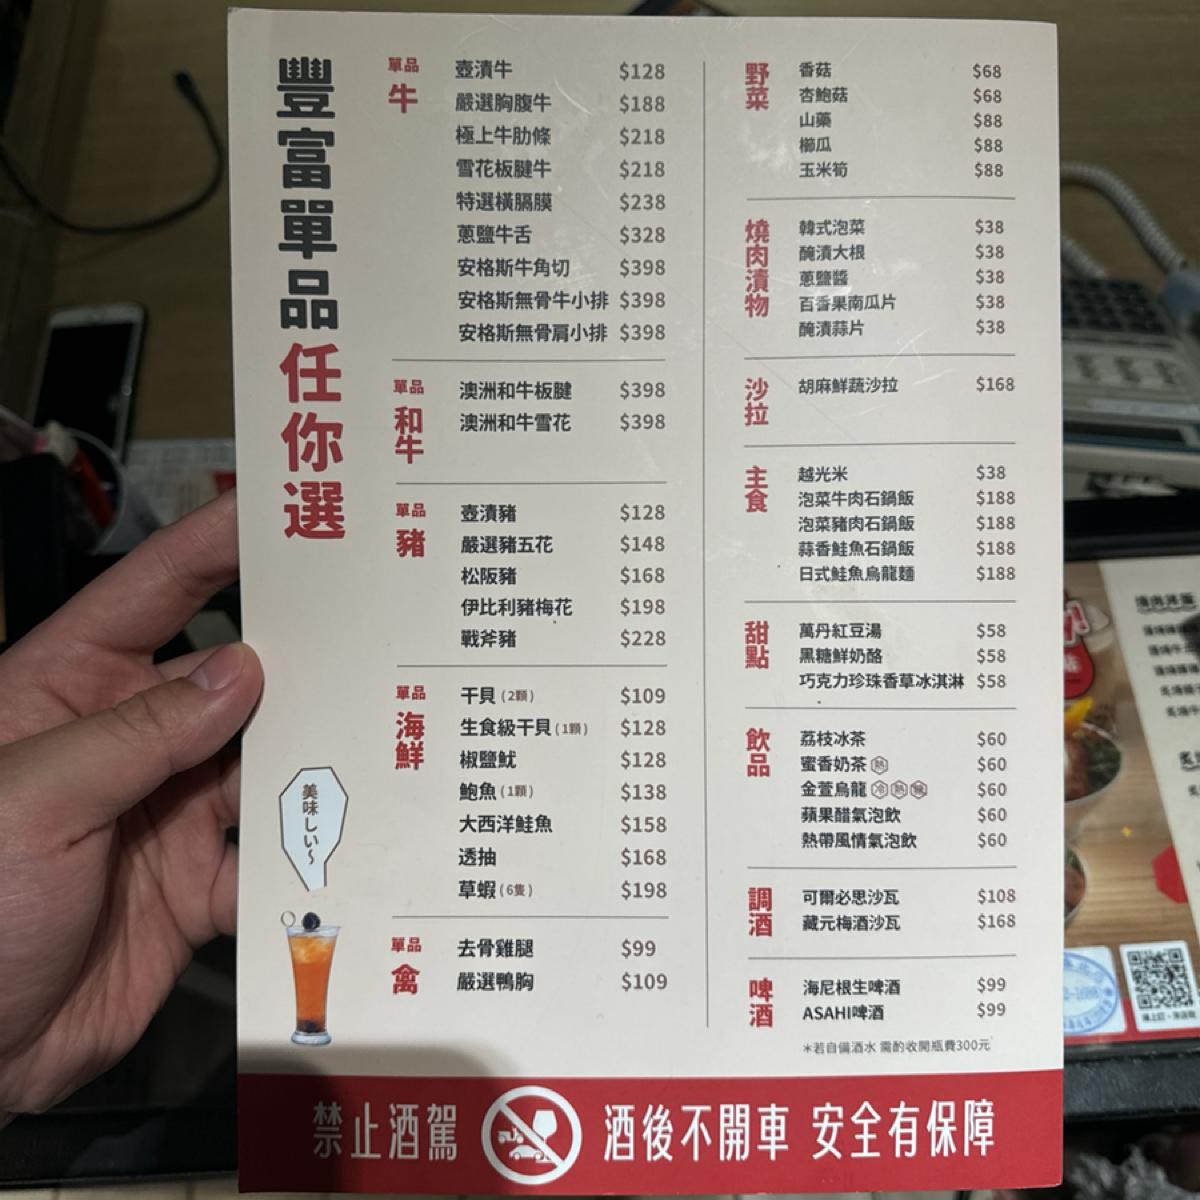 豐富單品任你選
美味しい～
單品
牛
壺漬牛 $128
嚴選胸腹牛 $188
極上牛肋條 $218
雪花板腱牛 $218
特選橫膈膜 $238
蔥鹽牛舌 $328
安格斯牛角切 $398
安格斯無骨牛小排 $398
安格斯無骨肩小排 $398
單品
和牛
澳洲和牛板腱 $398
澳洲和牛雪花 $398
單品
豬
壺漬豬 $128
嚴選豬五花 $148
松阪豬 $168
伊比利豬梅花 $198
戰斧豬 $228
單品
海鮮
干貝 (2顆) $109
生食級干貝 (1顆) $128
椒鹽魷 $128
鮑魚 (1顆) $138
大西洋鮭魚 $158
透抽 $168
草蝦 (6隻) $198
單品
禽
去骨雞腿 $99
嚴選鴨胸 $109
野菜
香菇 $68
杏鮑菇 $68
山藥 $88
櫛瓜 $88
玉米筍 $88
燒肉漬物
韓式泡菜 $38
醃漬大根 $38
蔥鹽醬 $38
百香果南瓜片 $38
醃漬蒜片 $38
沙拉
胡麻鮮蔬沙拉 $168
主食
越光米 $38
泡菜牛肉石鍋飯 $188
泡菜豬肉石鍋飯 $188
蒜香鮭魚石鍋飯 $188
日式鮭魚烏龍麵 $188
甜點
萬丹紅豆湯 $58
黑糖鮮奶酪 $58
巧克力珍珠香草冰淇淋 $58
飲品
荔枝冰茶 $60
蜜香奶茶 熱 $60
金萱烏龍 冷 熱 $60
蘋果醋氣泡飲 $60
熱帶風情氣泡飲 $60
調酒
可爾必思沙瓦 $108
藏元梅酒沙瓦 $168
啤酒
海尼根生啤酒 $99
ASAHI啤酒 $99
＊若自備酒水 需酌收開瓶費300元
禁止酒駕 酒後不開車 安全有保障